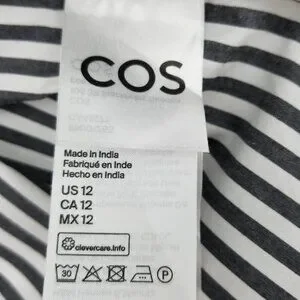 COS
Made in India
Fabriqué en Inde
Hecho en India
US 12
CA 12
MX 12
clevercare.info
30
P